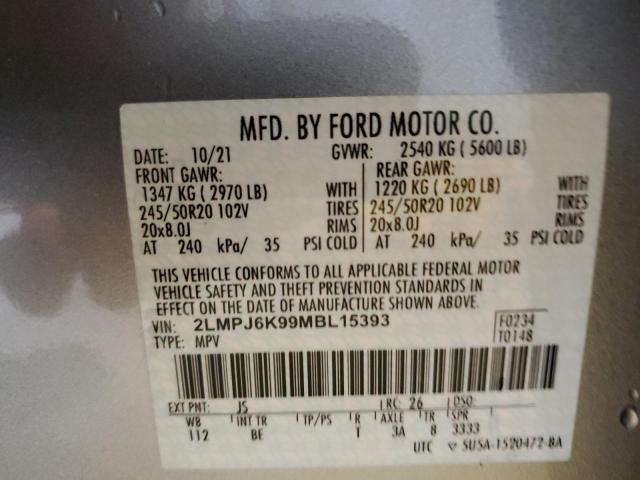 MFD. BY FORD MOTOR CO.
DATE: 10/21 GVWR: 2540 KG ( 5600 LB)
FRONT GAWR: REAR GAWR:
1347 KG ( 2970 LB) WITH 1220 KG ( 2690 LB) WITH
245/50R20 102V TIRES 245/50R20 102V TIRES
20x8.0J RIMS 20x8.0J RIMS
AT 240 kPa/ 35 PSI COLD AT 240 kPa/ 35 PSI COLD
THIS VEHICLE CONFORMS TO ALL APPLICABLE FEDERAL MOTOR
VEHICLE SAFETY AND THEFT PREVENTION STANDARDS IN
EFFECT ON THE DATE OF MANUFACTURE SHOWN ABOVE.
VIN: 2LMPJ6K99MBL15393 F0234
TYPE: MPV T0148
EXT PNT: JS RC: 26 DSO:
WB INT TR TP/PS R AXLE TR SPR
112 BE 1 3A 8 3333
UTC ▽ 5U5A-1520472-BA